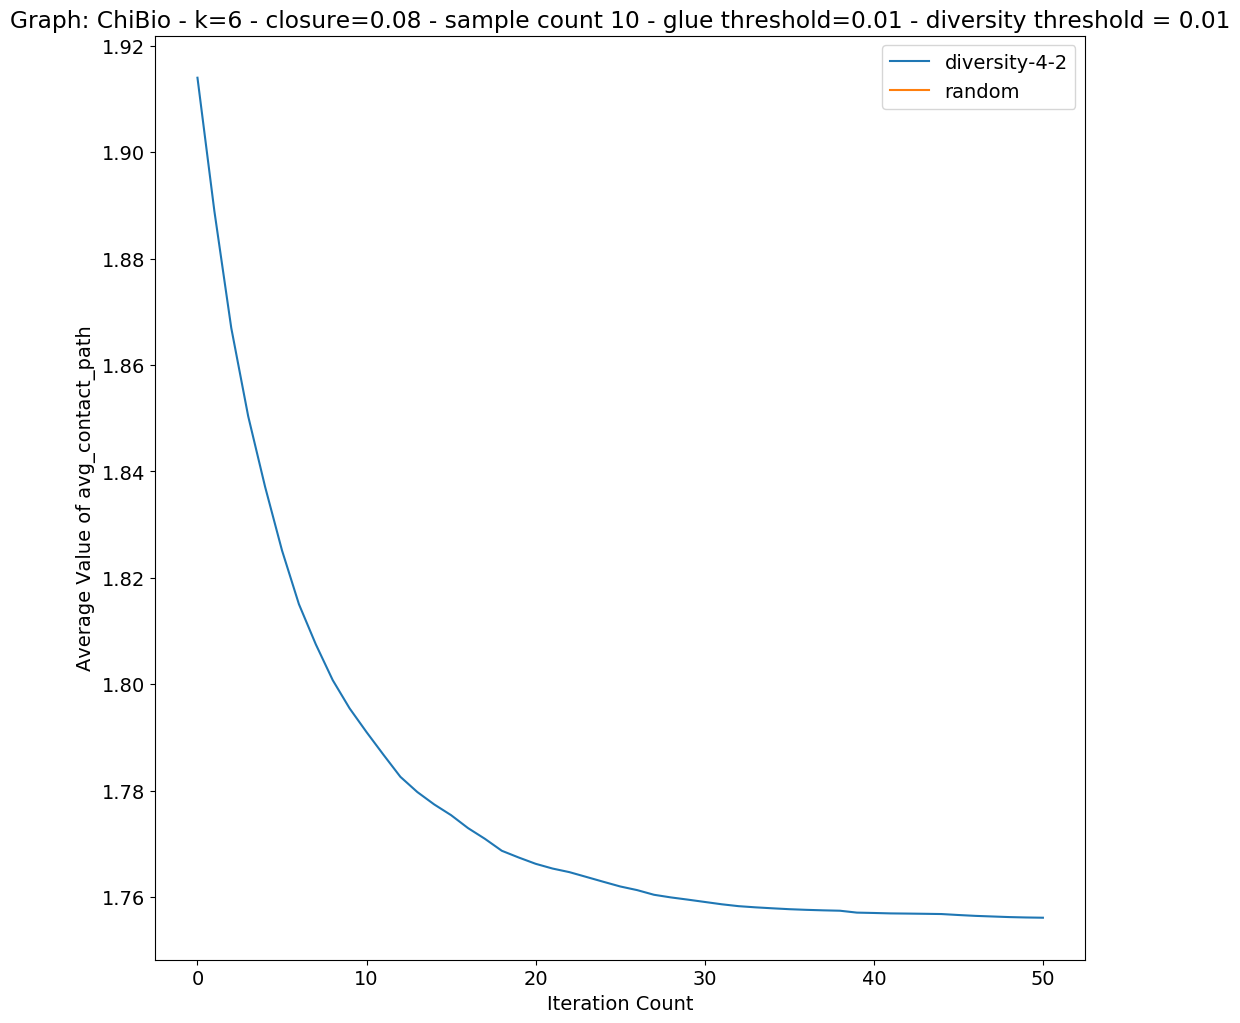 Graph: ChiBio - k=6 - closure=0.08 - sample count 10 - glue threshold=0.01 - diversity threshold = 0.01
diversity-4-2
random
Average Value of avg_contact_path
1.92
1.90
1.88
1.86
1.84
1.82
1.80
1.78
1.76
0 10 20 30 40 50
Iteration Count